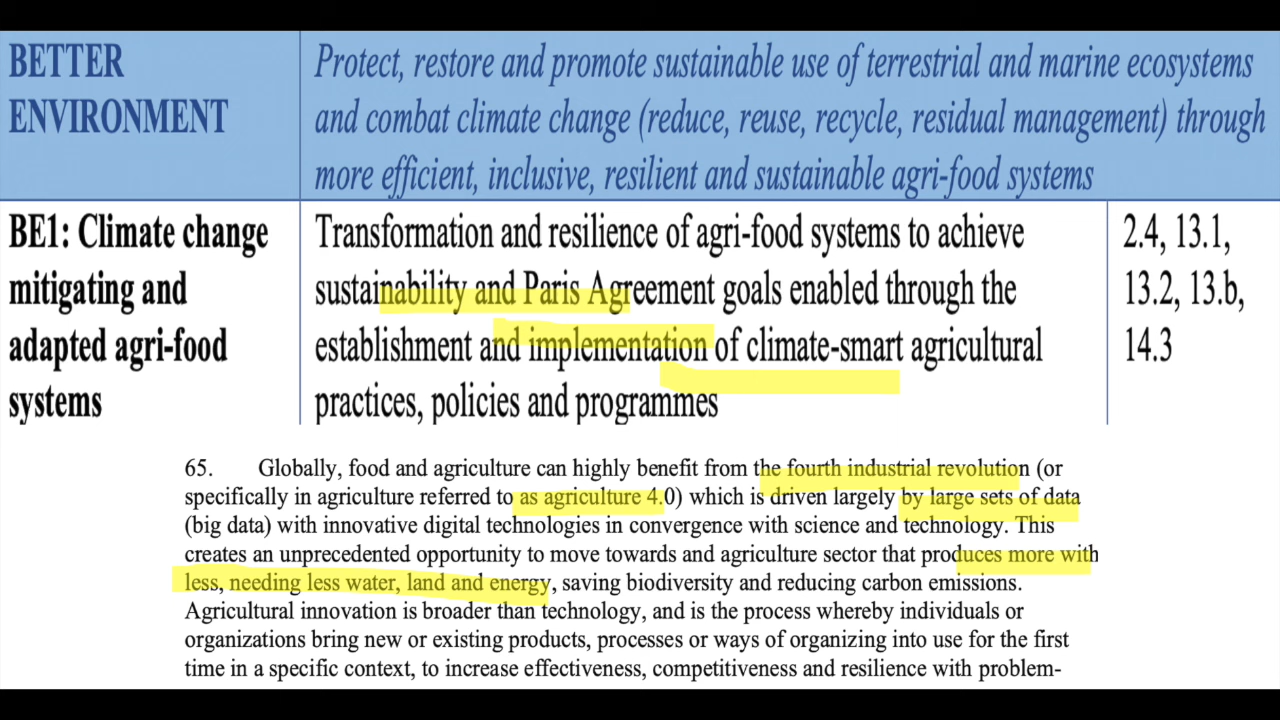 BETTER
ENVIRONMENT
Protect, restore and promote sustainable use of terrestrial and marine ecosystems
and combat climate change (reduce, reuse, recycle, residual management) through
more efficient, inclusive, resilient and sustainable agri-food systems
BE1: Climate change
mitigating and
adapted agri-food
systems
Transformation and resilience of agri-food systems to achieve
sustainability and Paris Agreement goals enabled through the
establishment and implementation of climate-smart agricultural
practices, policies and programmes
2.4, 13.1,
13.2, 13.b,
14.3
65. Globally, food and agriculture can highly benefit from the fourth industrial revolution (or
specifically in agriculture referred to as agriculture 4.0) which is driven largely by large sets of data
(big data) with innovative digital technologies in convergence with science and technology. This
creates an unprecedented opportunity to move towards and agriculture sector that produces more with
less, needing less water, land and energy, saving biodiversity and reducing carbon emissions.
Agricultural innovation is broader than technology, and is the process whereby individuals or
organizations bring new or existing products, processes or ways of organizing into use for the first
time in a specific context, to increase effectiveness, competitiveness and resilience with problem-